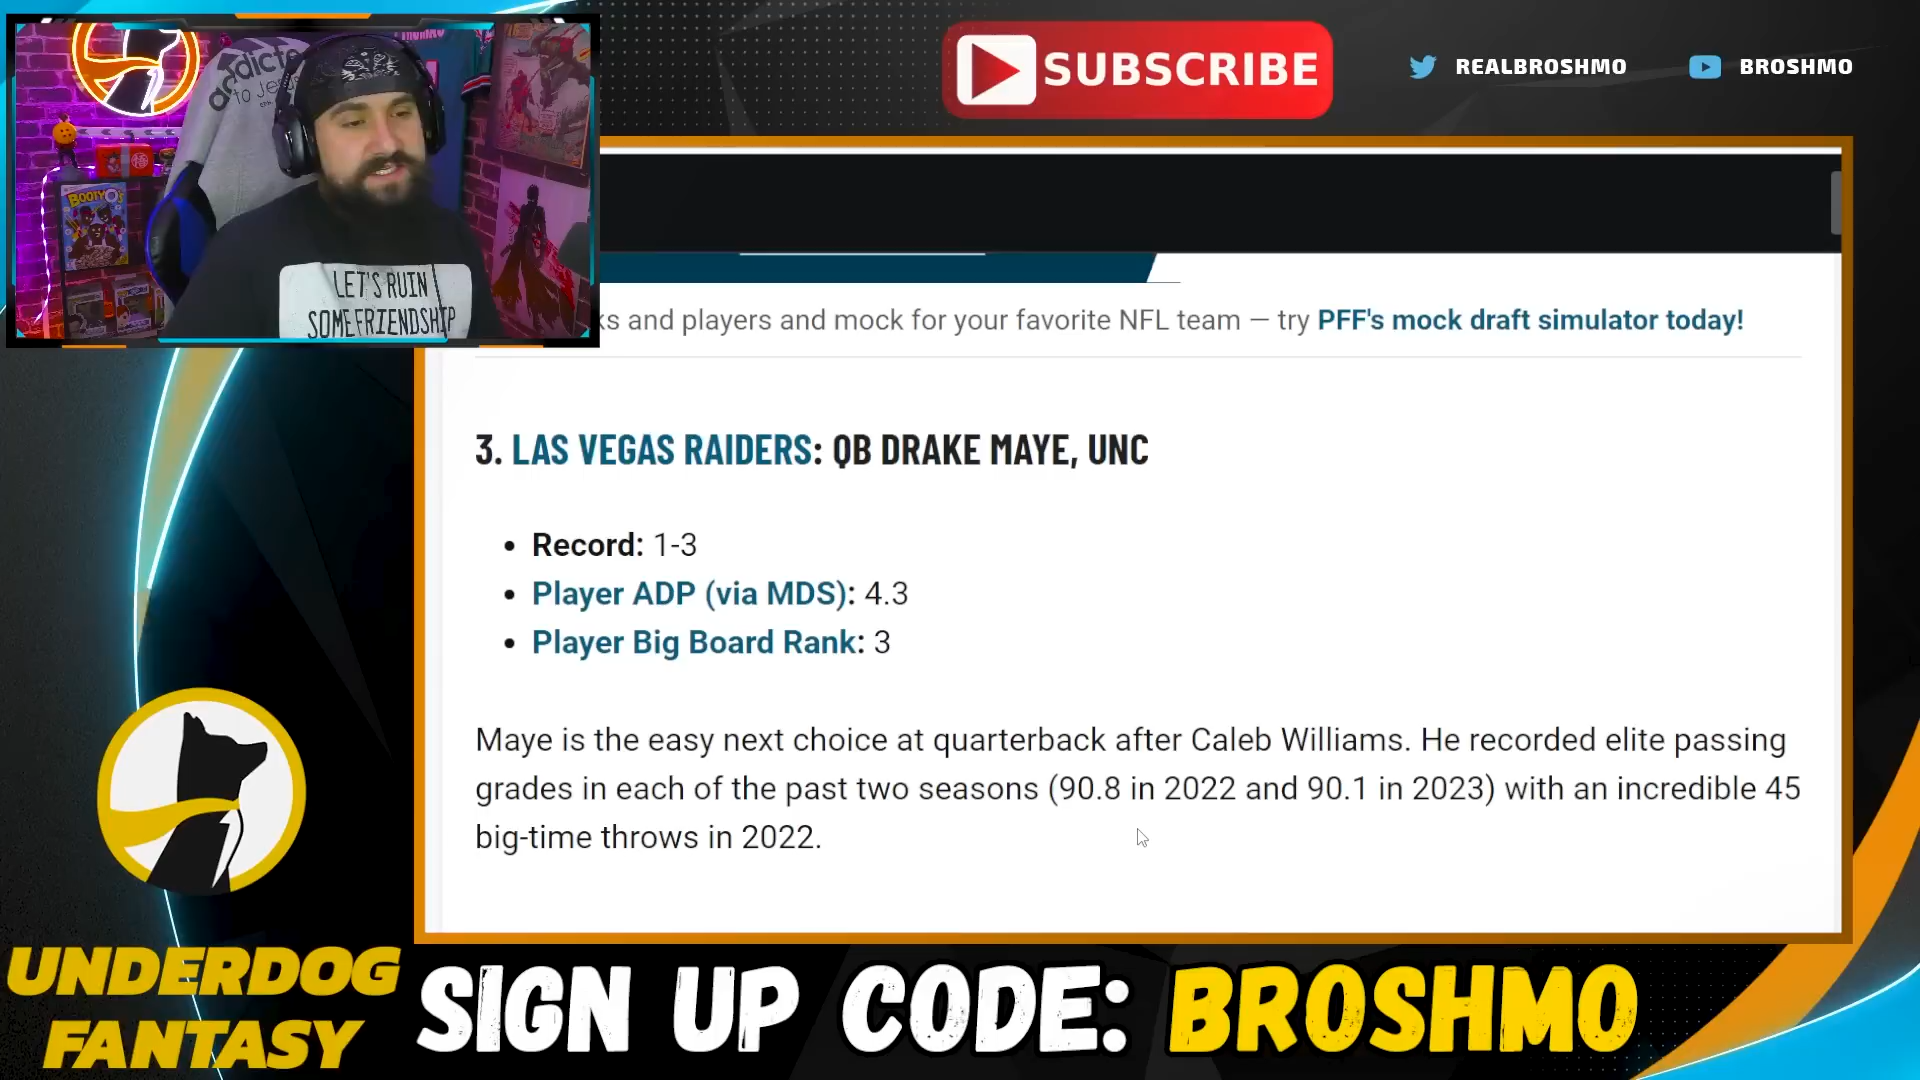 addicte
to Jes
BOOTY O's
LET'S RUIN
SOME FRIENDSHIP
SUBSCRIBE
REALBROSHMO
BROSHMO
ks and players and mock for your favorite NFL team — try PFF's mock draft simulator today!
3. LAS VEGAS RAIDERS: QB DRAKE MAYE, UNC
• Record: 1-3
• Player ADP (via MDS): 4.3
• Player Big Board Rank: 3
Maye is the easy next choice at quarterback after Caleb Williams. He recorded elite passing
grades in each of the past two seasons (90.8 in 2022 and 90.1 in 2023) with an incredible 45
big-time throws in 2022.
UNDERDOG
FANTASY
SIGN UP CODE: BROSHMO